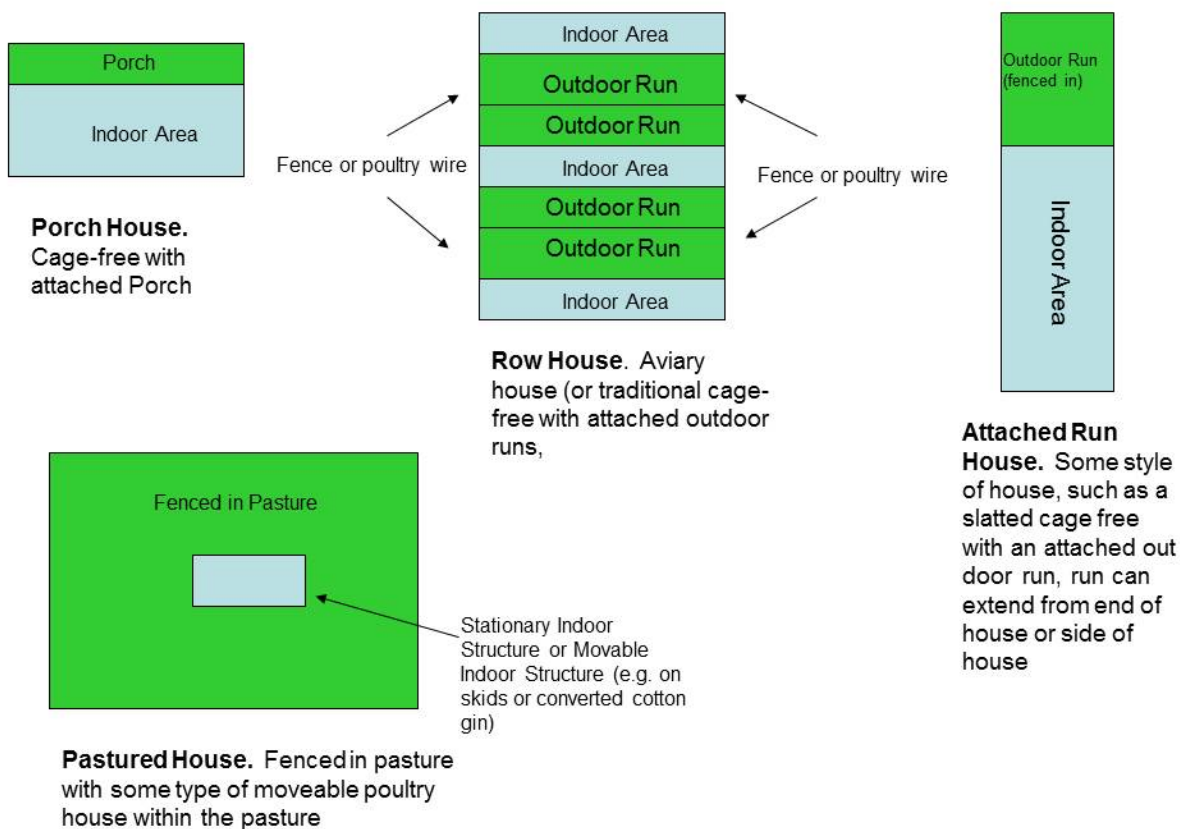 Porch
Indoor Area
Porch House.
Cage-free with
attached Porch
Fence or poultry wire
Indoor Area
Outdoor Run
Outdoor Run
Indoor Area
Outdoor Run
Outdoor Run
Indoor Area
Fence or poultry wire
Row House. Aviary
house (or traditional cage-
free with attached outdoor
runs,
Outdoor Run
(fenced in)
Indoor Area
Attached Run
House. Some style
of house, such as a
slatted cage free
with an attached out
door run, run can
extend from end of
house or side of
house
Fenced in Pasture
Stationary Indoor
Structure or Movable
Indoor Structure (e.g. on
skids or converted cotton
gin)
Pastured House. Fenced in pasture
with some type of moveable poultry
house within the pasture